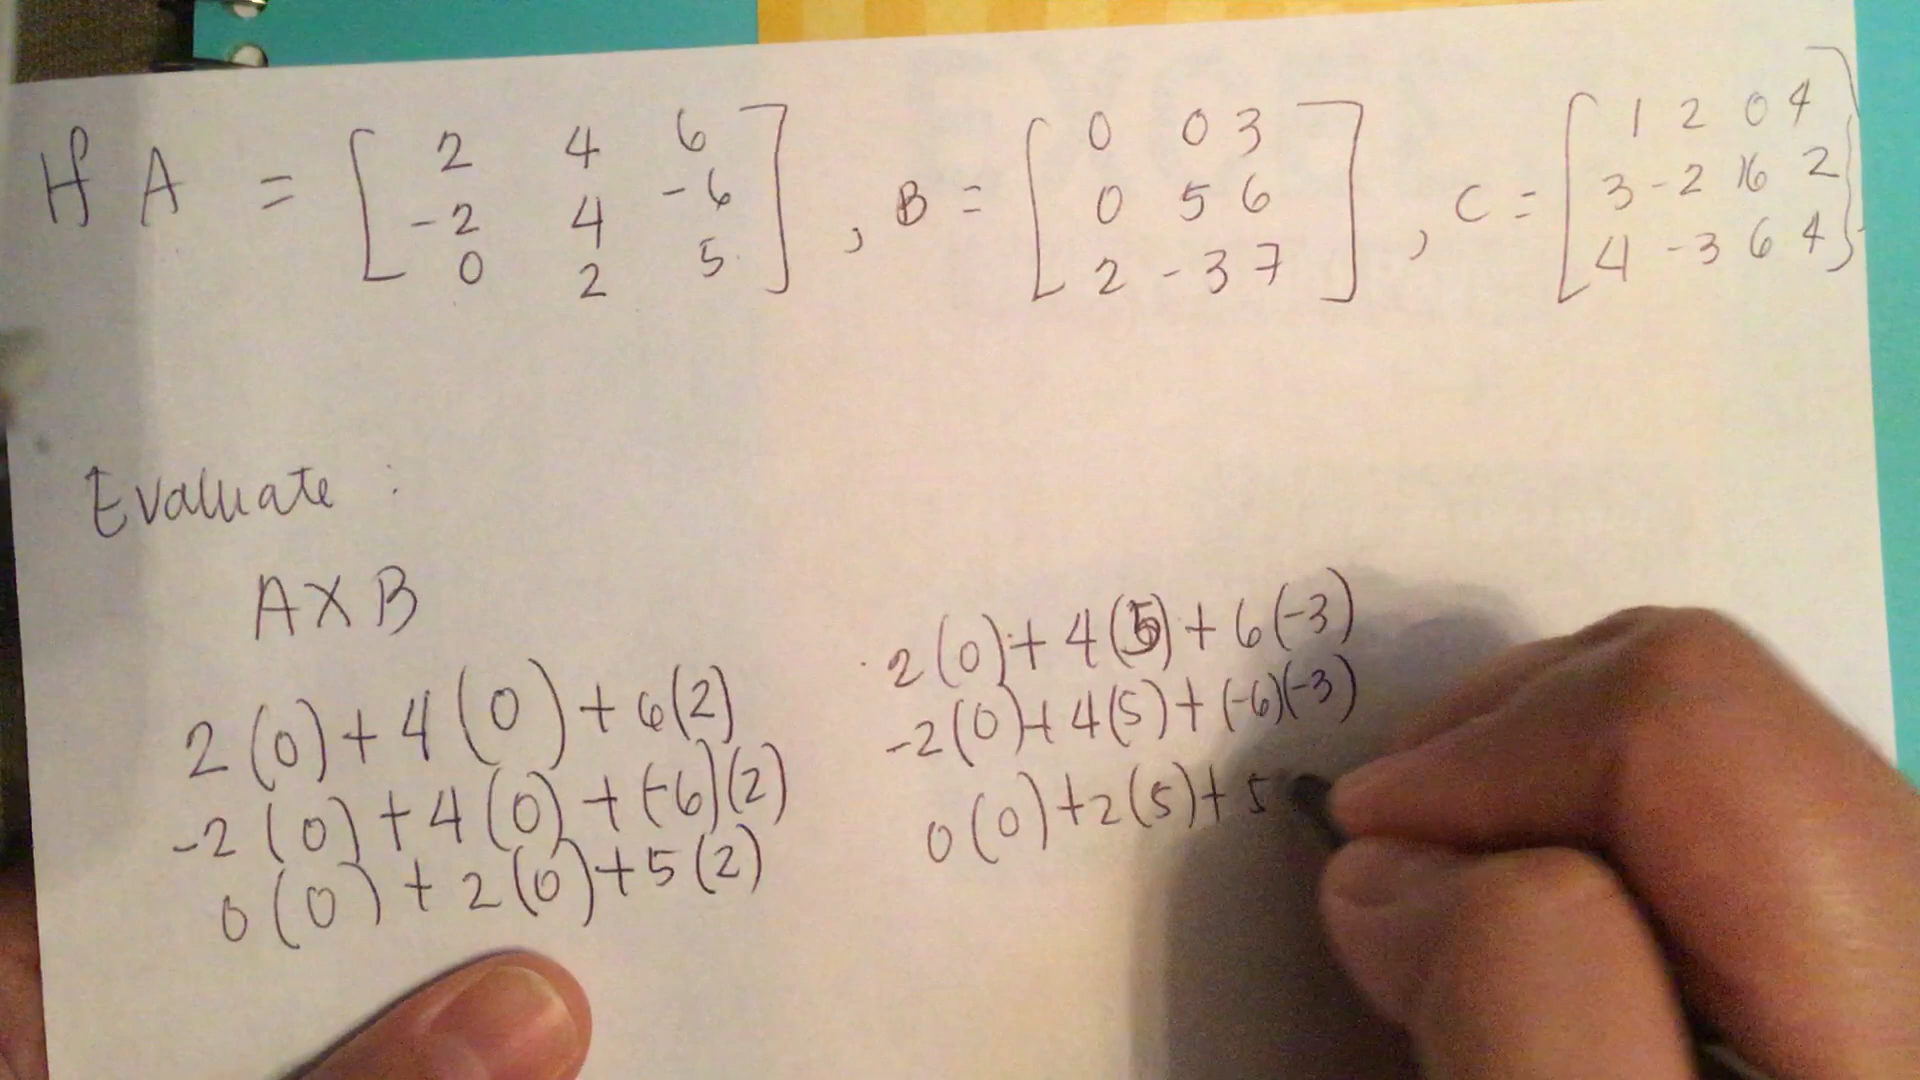 If A = [ 2 4 6 , B = [ 0 0 3 , C = [ 1 2 0 4
-2 4 -6 0 5 6 3 -2 16 2
0 2 5 ] 2 -3 7 ] 4 -3 6 4 ]
Evaluate :
A X B
2(0)+4(0)+6(2)
-2(0)+4(0)+(-6)(2)
0(0)+2(0)+5(2)
2(0)+4(5)+6(-3)
-2(0)+4(5)+(-6)(-3)
0(0)+2(5)+5